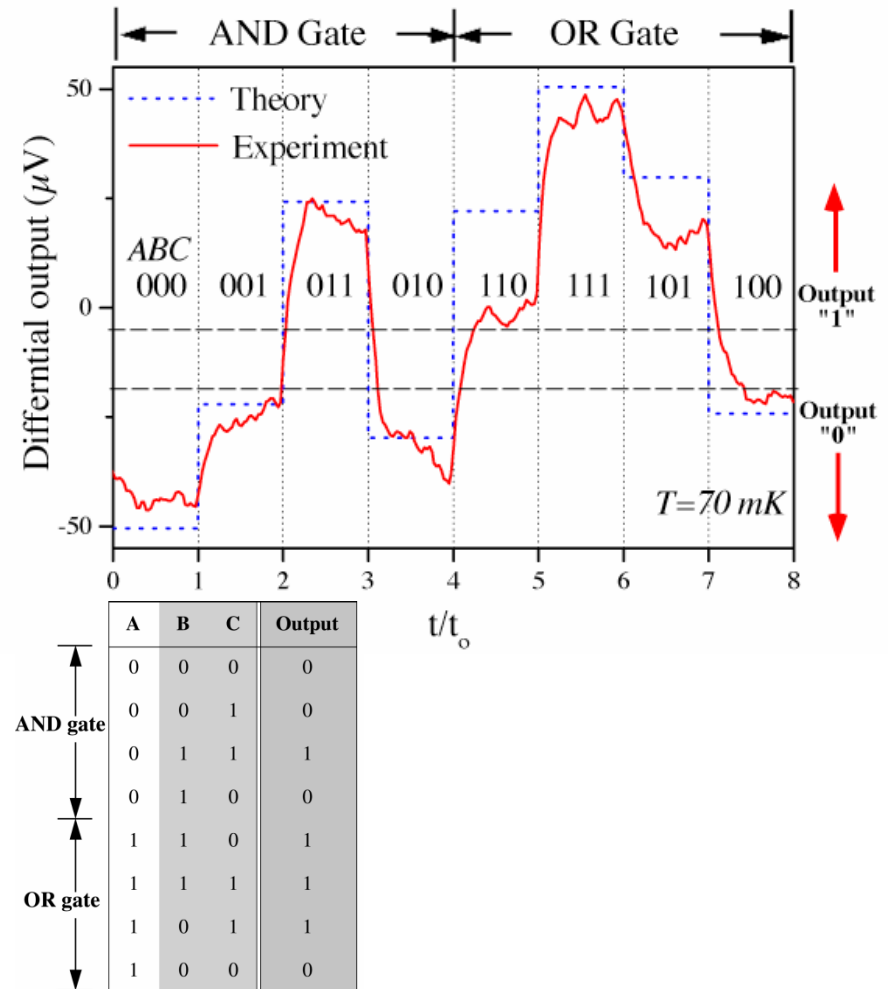 AND Gate OR Gate
50
Theory
Experiment
Differntial output (μV)
ABC
000 001 011 010 110 111 101 100
0
Output
"1"
Output
"0"
T=70 mK
-50
0 1 2 3 4 5 6 7 8
t/to
A B C Output
0 0 0 0
0 0 1 0
AND gate
0 1 1 1
0 1 0 0
1 1 0 1
1 1 1 1
OR gate
1 0 1 1
1 0 0 0